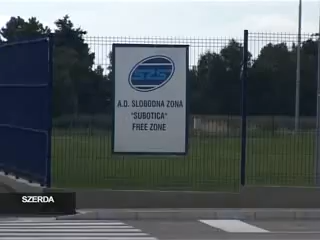 SZS
A.D. SLOBODNA ZONA
"SUBOTICA"
FREE ZONE
SZERDA